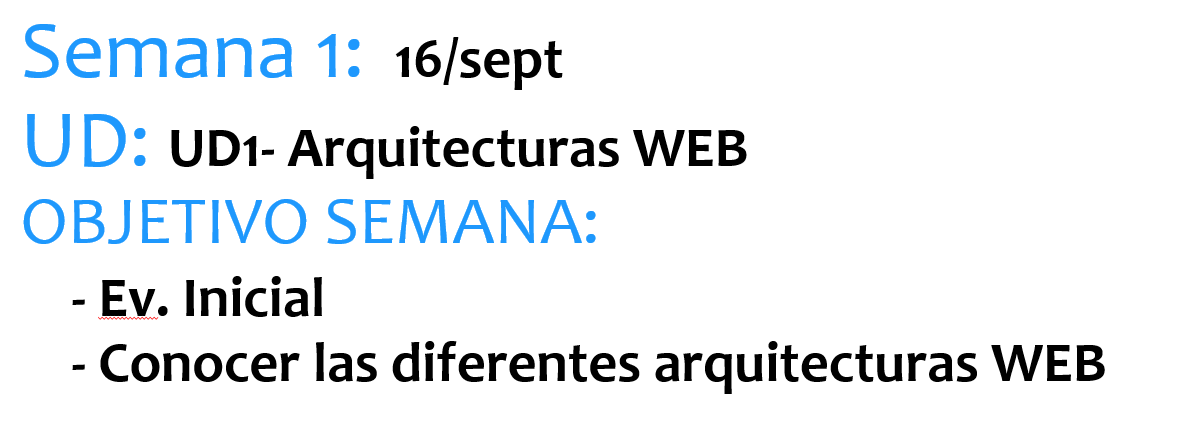 Semana 1: 16/sept
UD: UD1- Arquitecturas WEB
OBJETIVO SEMANA:
- Ev. Inicial
- Conocer las diferentes arquitecturas WEB